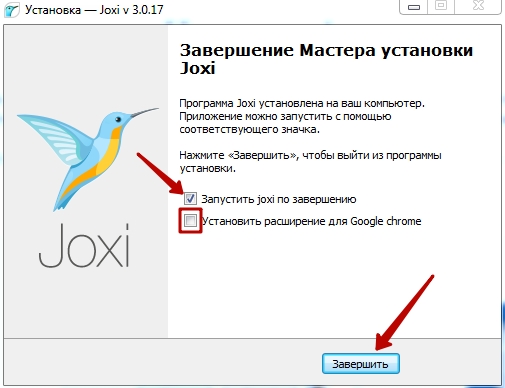 Установка — Joxi v 3.0.17
Завершение Мастера установки
Joxi
Программа Joxi установлена на ваш компьютер.
Приложение можно запустить с помощью
соответствующего значка.
Нажмите «Завершить», чтобы выйти из программы
установки.
Запустить joxi по завершению
Установить расширение для Google chrome
Joxi
Завершить